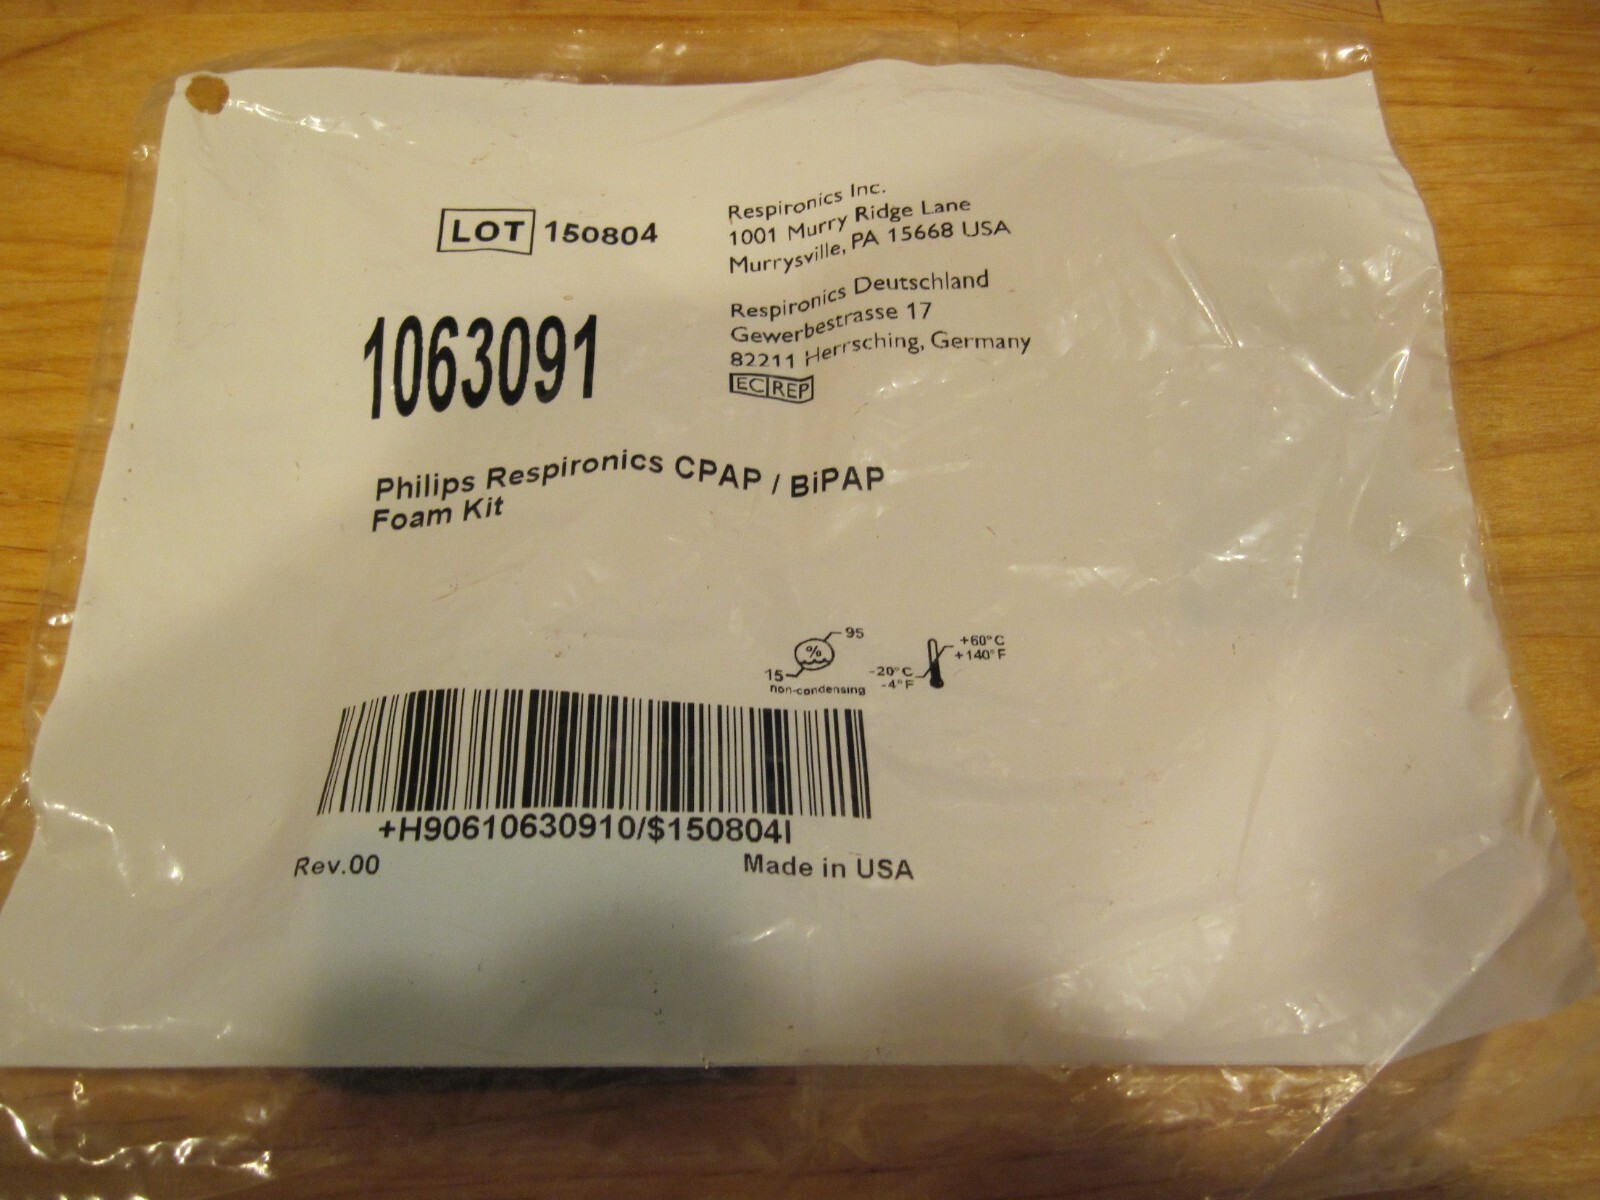 LOT 150804
Respironics Inc.
1001 Murry Ridge Lane
Murrysville, PA 15668 USA
Respironics Deutschland
Gewerbestrasse 17
82211 Herrsching, Germany
EC REP
1063091
Philips Respironics CPAP / BiPAP
Foam Kit
95
%
15
non-condensing
+60°C
+140°F
-20°C
-4°F
+H90610630910/$150804I
Rev.00
Made in USA